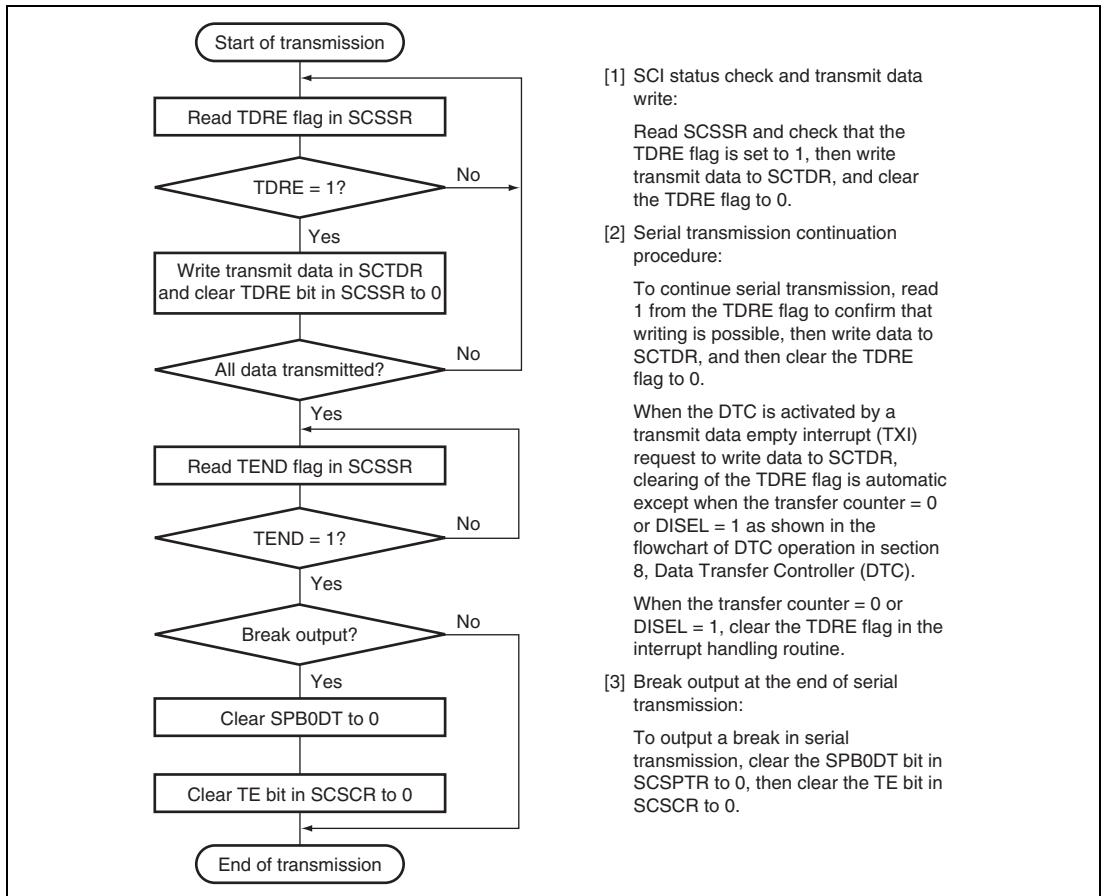 Start of transmission
Read TDRE flag in SCSSR
TDRE = 1?
No
Yes
Write transmit data in SCTDR
and clear TDRE bit in SCSSR to 0
All data transmitted?
No
Yes
Read TEND flag in SCSSR
TEND = 1?
No
Yes
Break output?
No
Yes
Clear SPB0DT to 0
Clear TE bit in SCSCR to 0
End of transmission
[1] SCI status check and transmit data
write:
Read SCSSR and check that the
TDRE flag is set to 1, then write
transmit data to SCTDR, and clear
the TDRE flag to 0.
[2] Serial transmission continuation
procedure:
To continue serial transmission, read
1 from the TDRE flag to confirm that
writing is possible, then write data to
SCTDR, and then clear the TDRE
flag to 0.
When the DTC is activated by a
transmit data empty interrupt (TXI)
request to write data to SCTDR,
clearing of the TDRE flag is automatic
except when the transfer counter = 0
or DISEL = 1 as shown in the
flowchart of DTC operation in section
8, Data Transfer Controller (DTC).
When the transfer counter = 0 or
DISEL = 1, clear the TDRE flag in the
interrupt handling routine.
[3] Break output at the end of serial
transmission:
To output a break in serial
transmission, clear the SPB0DT bit in
SCSPTR to 0, then clear the TE bit in
SCSCR to 0.